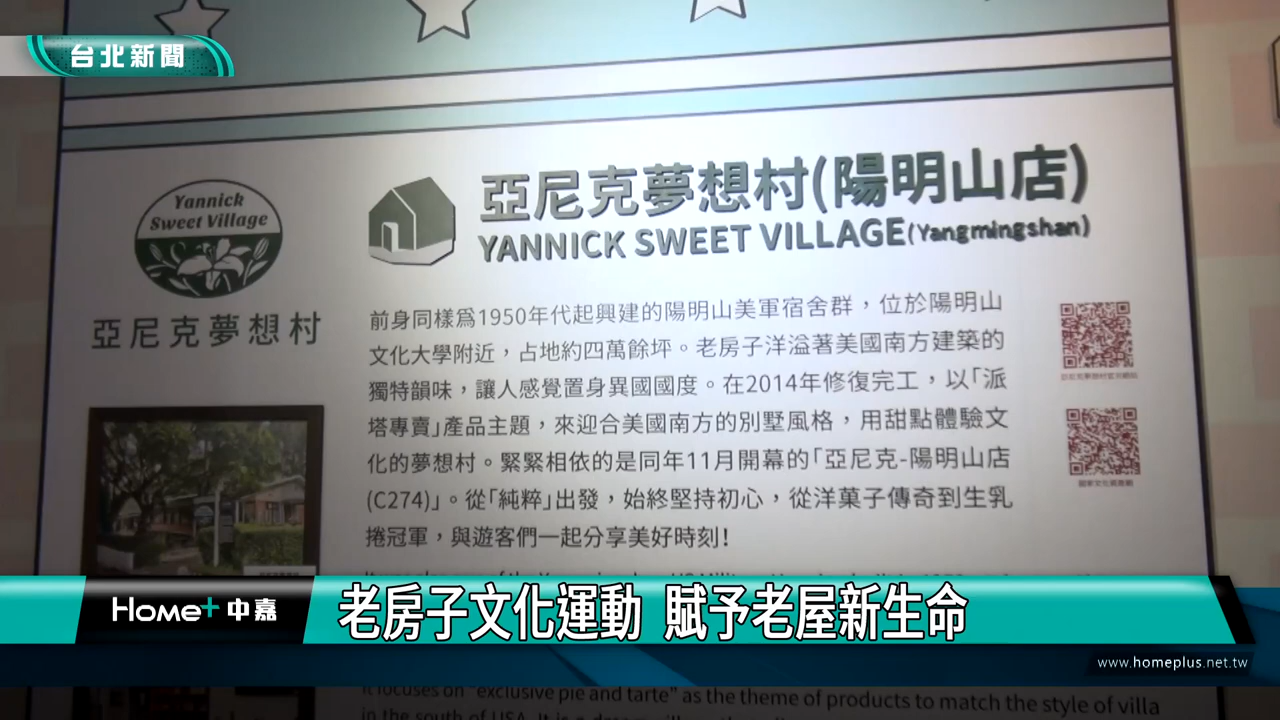 台北新聞
Yannick
Sweet Village
亞尼克夢想村
亞尼克夢想村(陽明山店)
YANNICK SWEET VILLAGE(Yangmingshan)
前身同樣為1950年代起興建的陽明山美軍宿舍群，位於陽明山
文化大學附近，占地約四萬餘坪。老房子洋溢著美國南方建築的
獨特韻味，讓人感覺置身異國國度。在2014年修復完工，以「派
塔專賣」產品主題，來迎合美國南方的別墅風格，用甜點體驗文
化的夢想村。緊緊相依的是同年11月開幕的「亞尼克-陽明山店
(C274)」。從「純粹」出發，始終堅持初心，從洋菓子傳奇到生乳
捲冠軍，與遊客們一起分享美好時刻！
Home+中嘉
老房子文化運動 賦予老屋新生命
www.homeplus.net.tw
It focuses on "exclusive pie and tarte" as the theme of products to match the style of villa